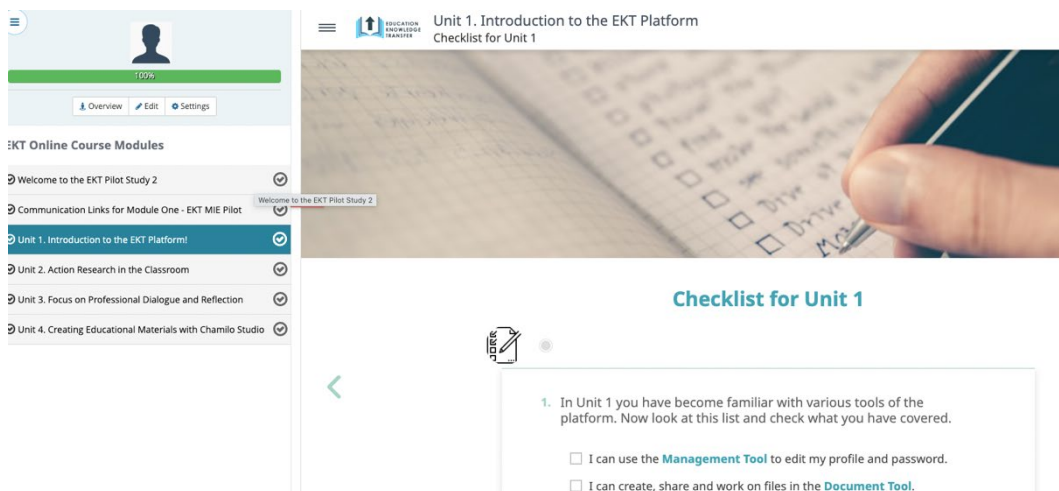 100%
Overview
Edit
Settings
EKT Online Course Modules
Welcome to the EKT Pilot Study 2
Welcome to the EKT Pilot Study 2
Communication Links for Module One - EKT MIE Pilot
Unit 1. Introduction to the EKT Platform!
Unit 2. Action Research in the Classroom
Unit 3. Focus on Professional Dialogue and Reflection
Unit 4. Creating Educational Materials with Chamilo Studio
EDUCATION
KNOWLEDGE
TRANSFER
Unit 1. Introduction to the EKT Platform
Checklist for Unit 1
Drive
Checklist for Unit 1
1. In Unit 1 you have become familiar with various tools of the
platform. Now look at this list and check what you have covered.
I can use the Management Tool to edit my profile and password.
I can create, share and work on files in the Document Tool.